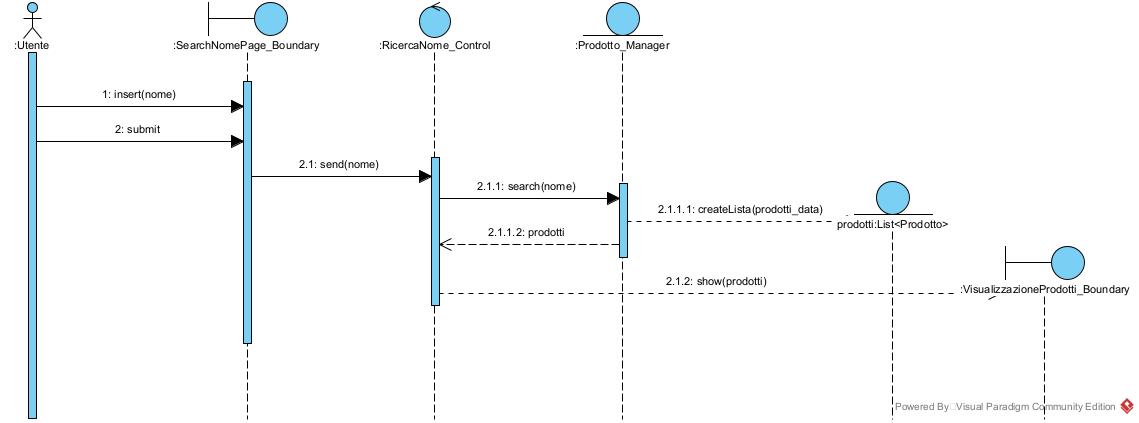 :Utente
:SearchNomePage_Boundary
:RicercaNome_Control
:Prodotto_Manager
1: insert(nome)
2: submit
2.1: send(nome)
2.1.1: search(nome)
2.1.1.1: createLista(prodotti_data)
prodotti:List<Prodotto>
2.1.1.2: prodotti
2.1.2: show(prodotti)
:VisualizzazioneProdotti_Boundary
Powered By Visual Paradigm Community Edition